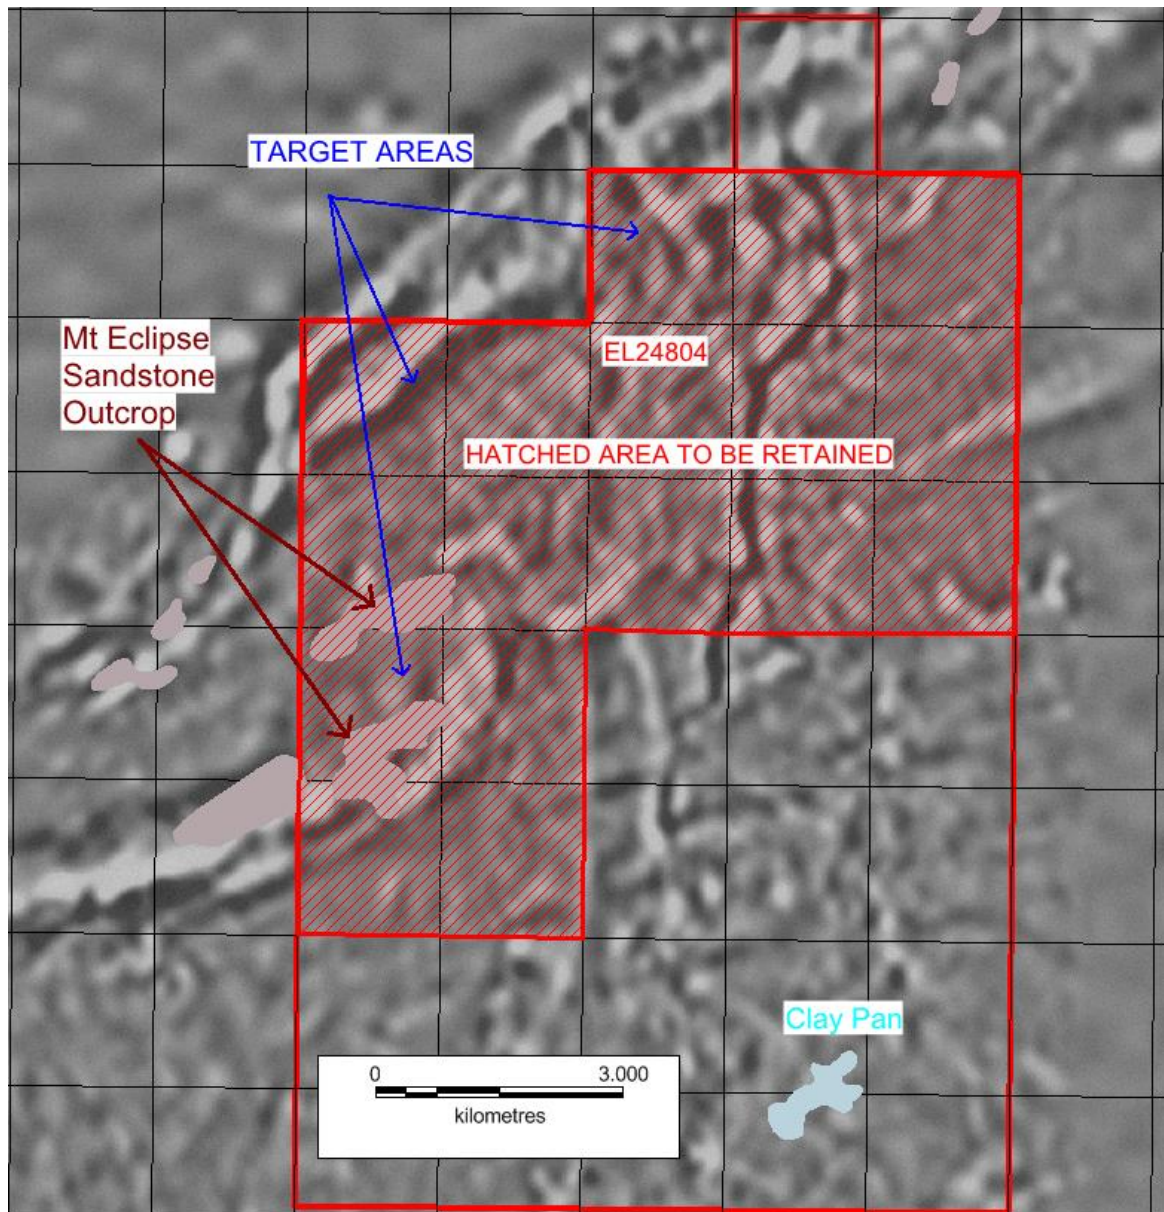 TARGET AREAS
Mt Eclipse
Sandstone
Outcrop
EL24804
HATCHED AREA TO BE RETAINED
Clay Pan
0 3.000
kilometres